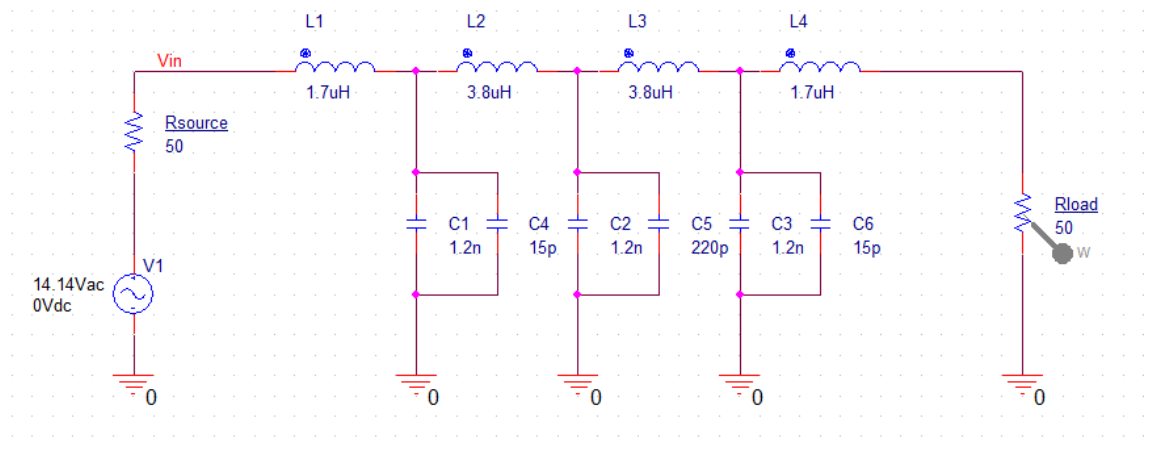 L1
L2
L3
L4
Vin
1.7uH
3.8uH
3.8uH
1.7uH
Rsource
50
C1
1.2n
C4
15p
C2
1.2n
C5
220p
C3
1.2n
C6
15p
Rload
50
W
V1
14.14Vac
0Vdc
-
0
0
0
0
0